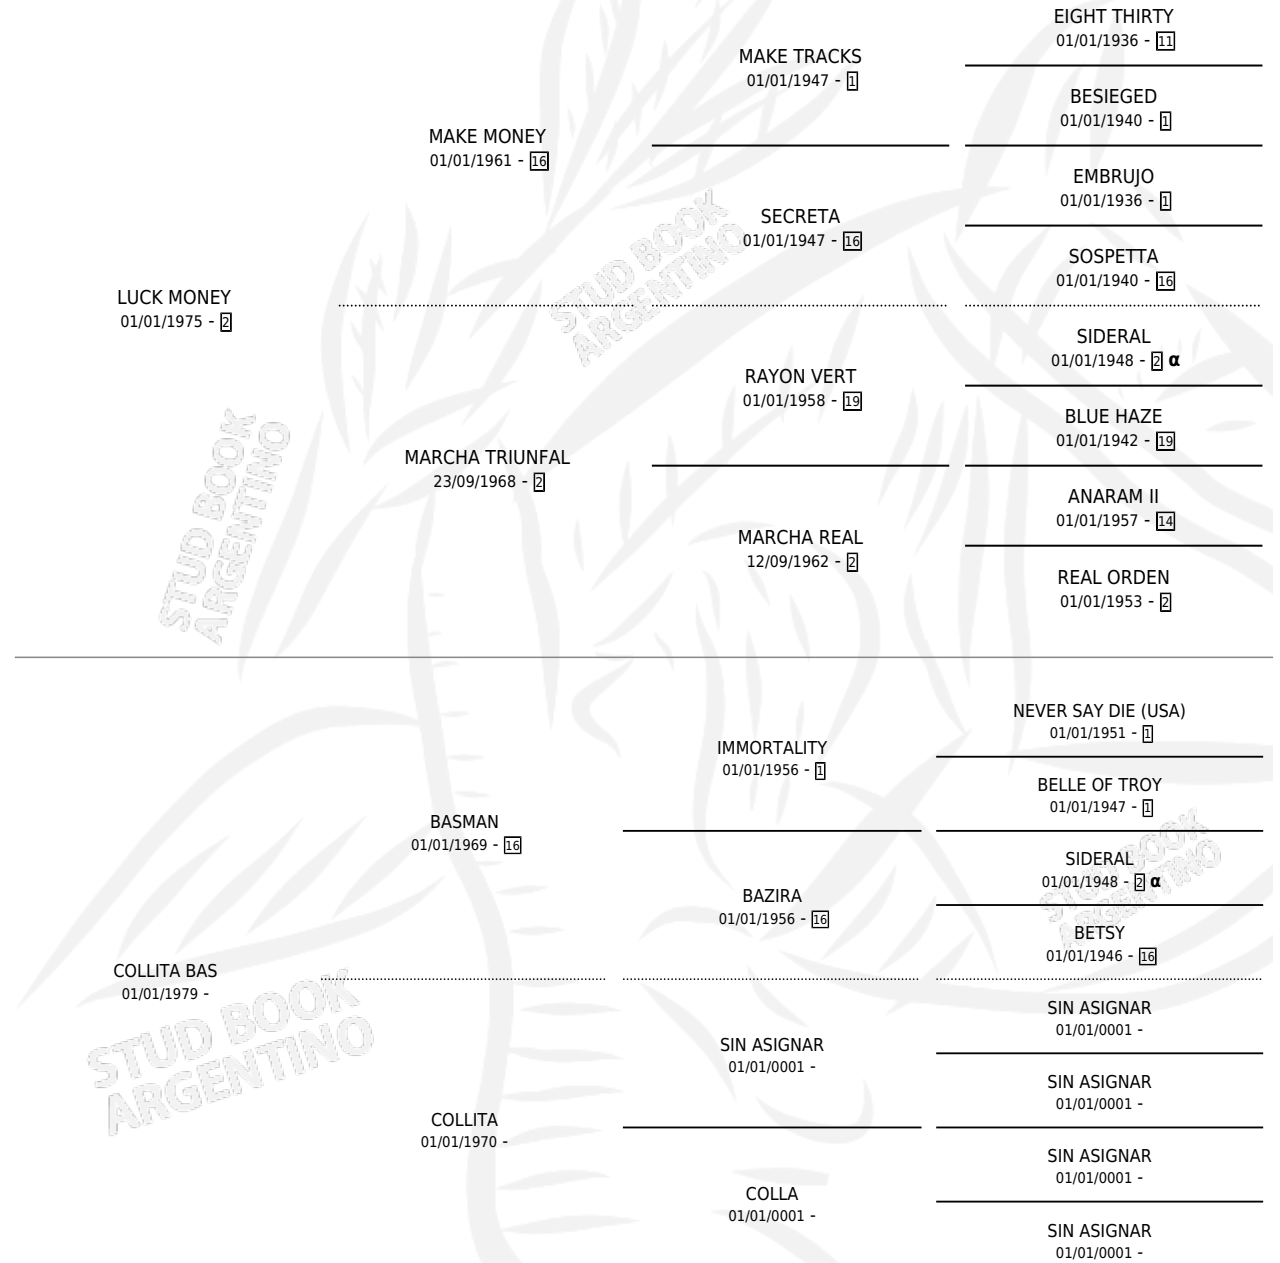 EIGHT THIRTY
01/01/1936 - 11
MAKE TRACKS
01/01/1947 - 1
BESIEGED
01/01/1940 - 1
MAKE MONEY
01/01/1961 - 16
EMBRUJO
01/01/1936 - 1
SECRETA
01/01/1947 - 16
SOSPETTA
01/01/1940 - 16
LUCK MONEY
01/01/1975 - 2
SIDERAL
01/01/1948 - 2 α
RAYON VERT
01/01/1958 - 19
BLUE HAZE
01/01/1942 - 19
MARCHA TRIUNFAL
23/09/1968 - 2
ANARAM II
01/01/1957 - 14
MARCHA REAL
12/09/1962 - 2
REAL ORDEN
01/01/1953 - 2
NEVER SAY DIE (USA)
01/01/1951 - 1
IMMORTALITY
01/01/1956 - 1
BELLE OF TROY
01/01/1947 - 1
BASMAN
01/01/1969 - 16
SIDERAL
01/01/1948 - 2 α
BAZIRA
01/01/1956 - 16
BETSY
01/01/1946 - 16
COLLITA BAS
01/01/1979 -
SIN ASIGNAR
01/01/0001 -
SIN ASIGNAR
01/01/0001 -
SIN ASIGNAR
01/01/0001 -
COLLITA
01/01/1970 -
SIN ASIGNAR
01/01/0001 -
COLLA
01/01/0001 -
SIN ASIGNAR
01/01/0001 -
STUD BOOK
ARGENTINO
STUD BOOK
ARGENTINO
STUD BOOK
ARGENTINO
STUD BOOK
ARGENTINO